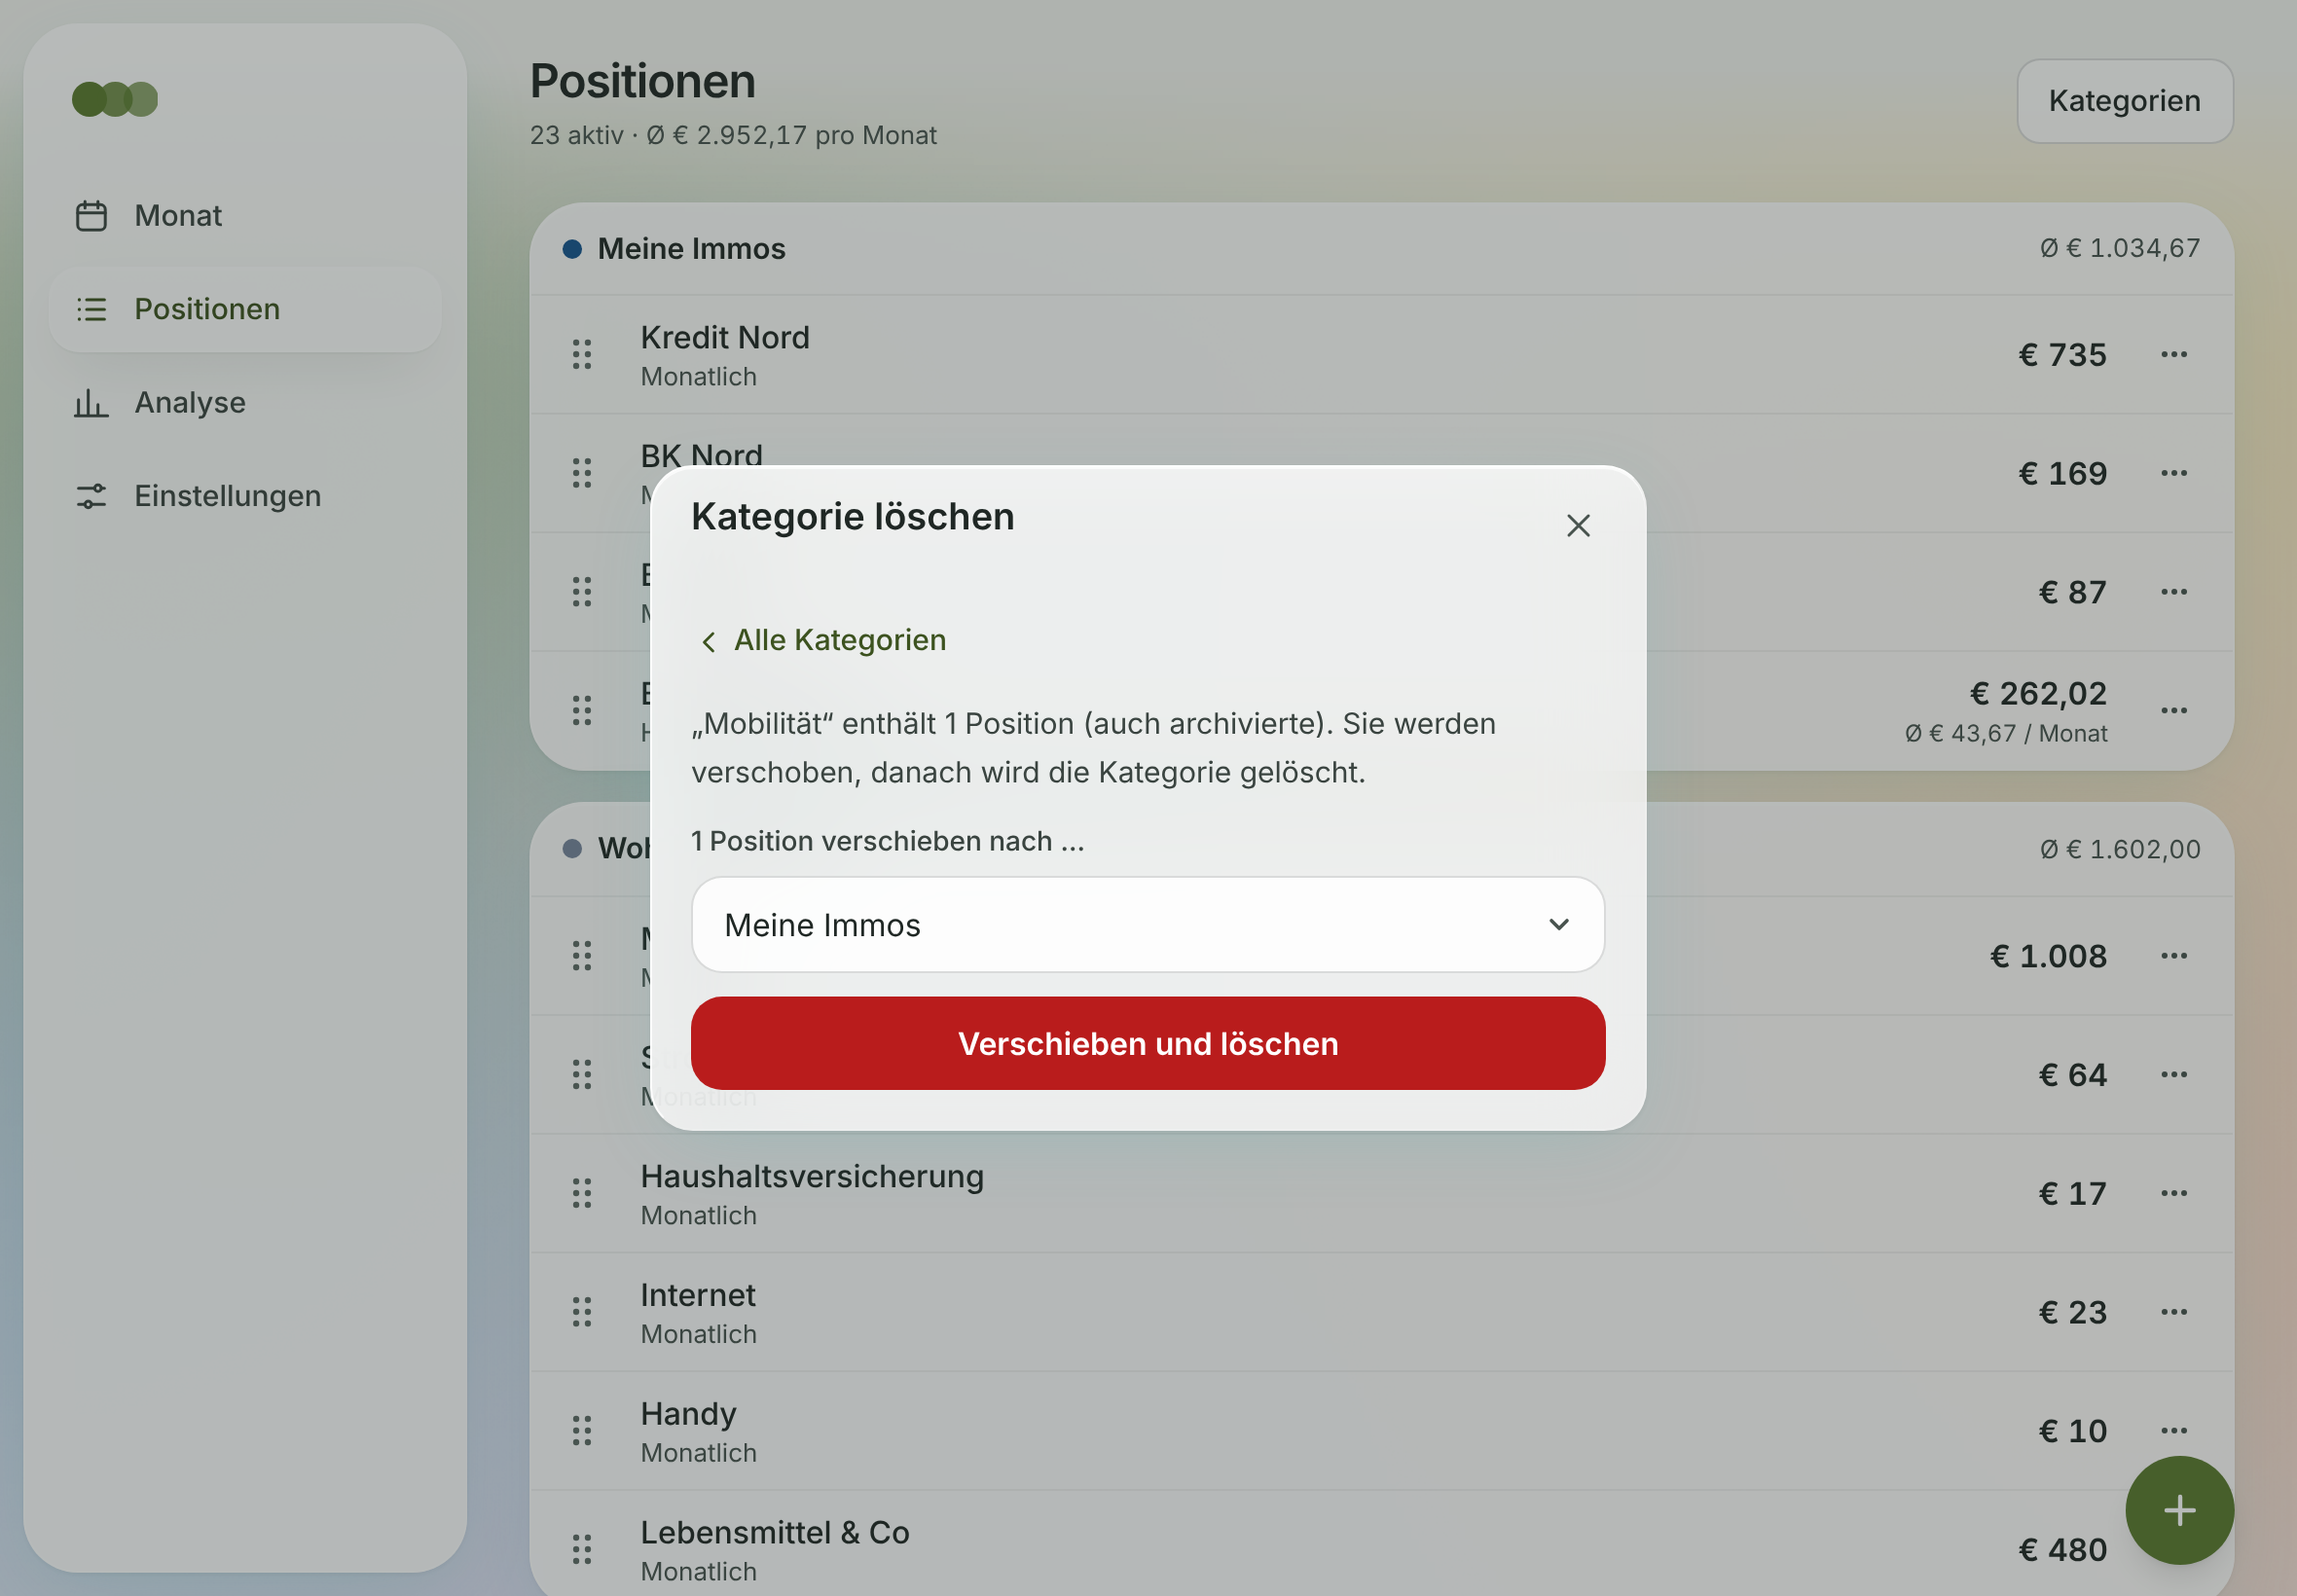 Positionen
23 aktiv · Ø € 2.952,17 pro Monat
Kategorien
Monat
Positionen
Analyse
Einstellungen
Meine Immos
Ø € 1.034,67
Kredit Nord
Monatlich
€ 735
BK Nord
€ 169
€ 87
€ 262,02
Ø € 43,67 / Monat
Kategorie löschen
Alle Kategorien
„Mobilität“ enthält 1 Position (auch archivierte). Sie werden
verschoben, danach wird die Kategorie gelöscht.
1 Position verschieben nach ...
Meine Immos
Verschieben und löschen
Ø € 1.602,00
€ 1.008
€ 64
Monatlich
Haushaltsversicherung
Monatlich
€ 17
Internet
Monatlich
€ 23
Handy
Monatlich
€ 10
Lebensmittel & Co
Monatlich
€ 480